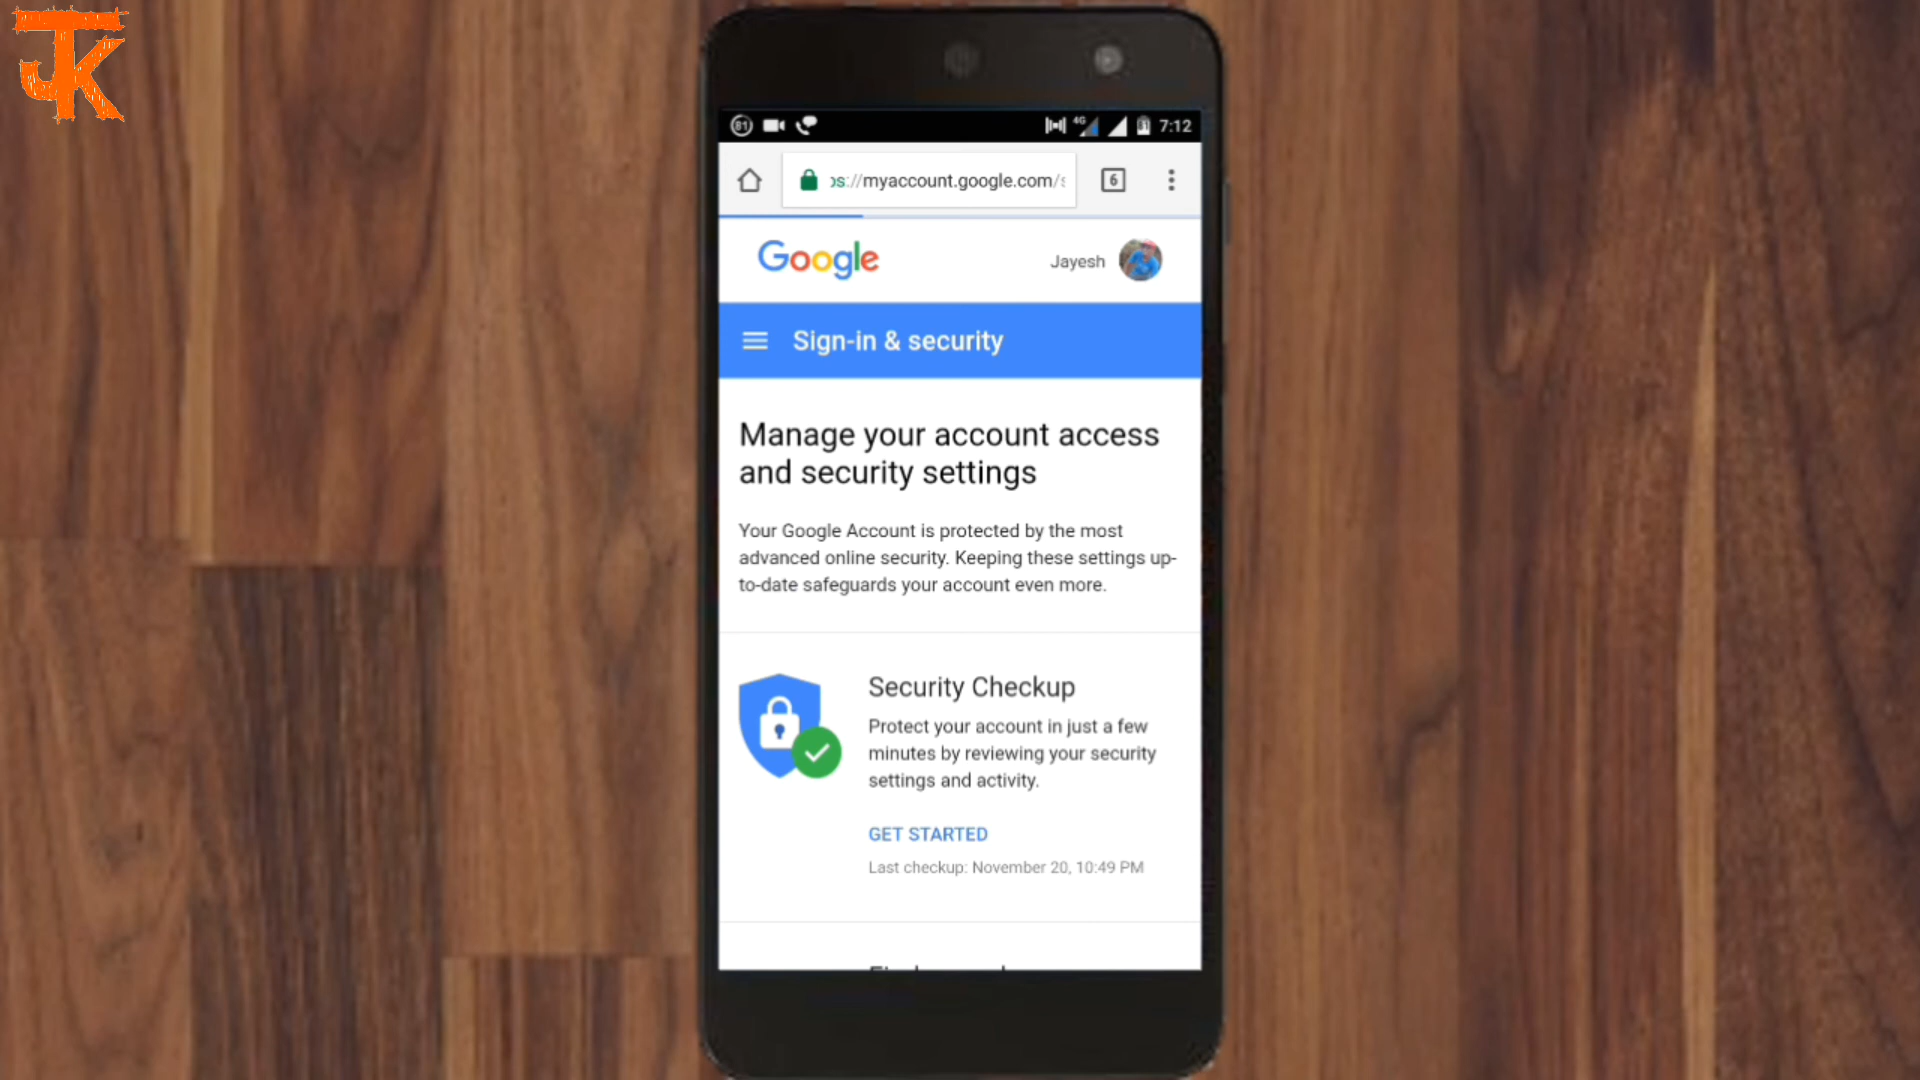 JK
81
4G
7:12
ps://myaccount.google.com/s
6
Google
Jayesh
Sign-in & security
Manage your account access
and security settings
Your Google Account is protected by the most
advanced online security. Keeping these settings up-
to-date safeguards your account even more.
Security Checkup
Protect your account in just a few
minutes by reviewing your security
settings and activity.
GET STARTED
Last checkup: November 20, 10:49 PM